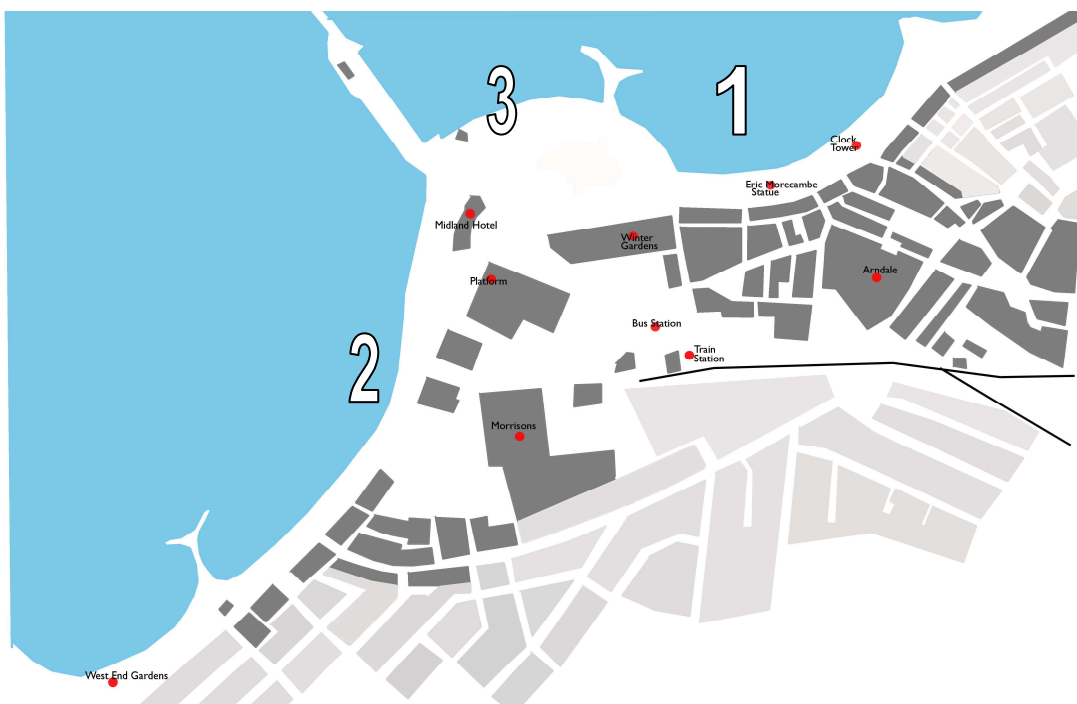 3
1
Clock
Tower
Eric Morecambe
Statue
Midland Hotel
Winter
Gardens
Arndale
Platform
Bus Station
2
Train
Station
Morrisons
West End Gardens